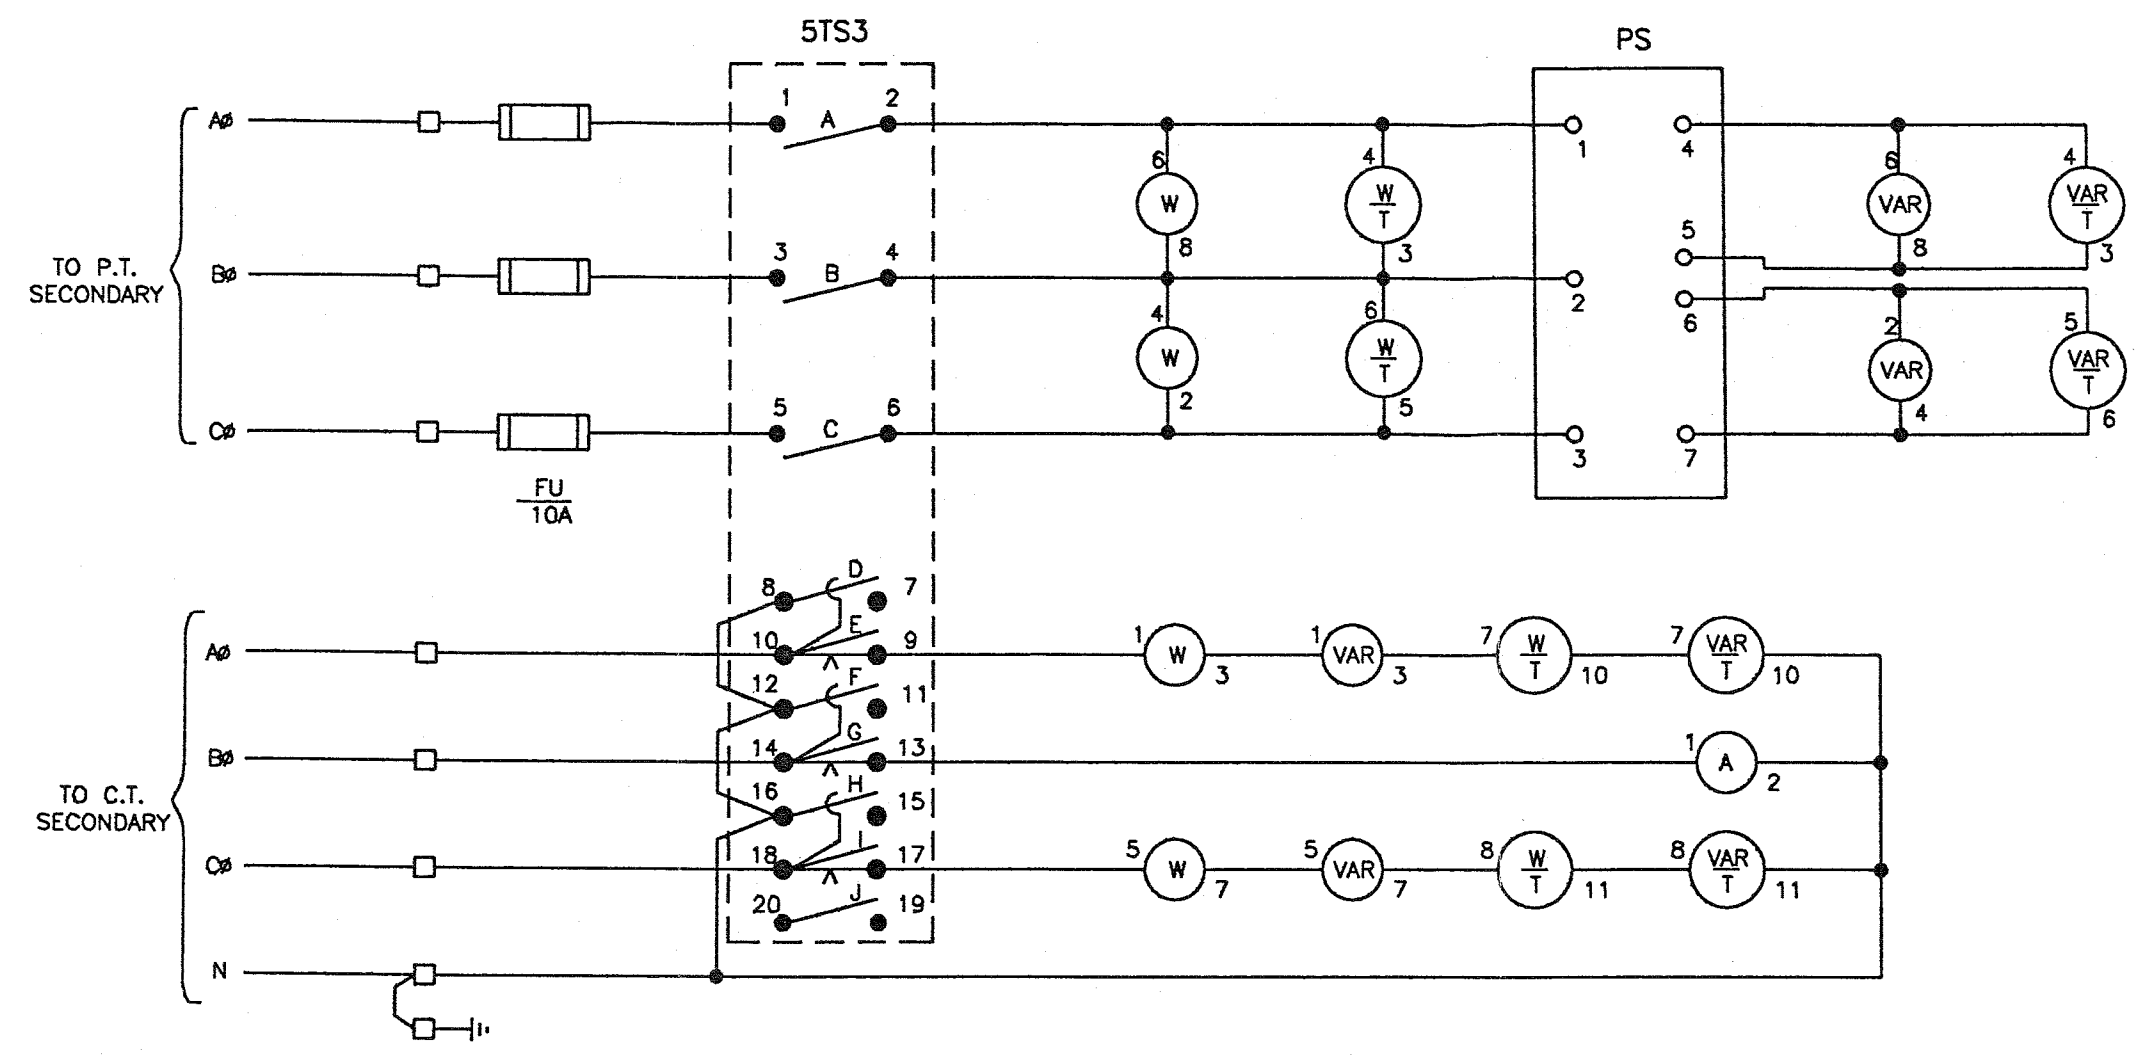 5TS3
PS
1
2
A
AØ
6
4
1
4
6
4
W
W
T
VAR
VAR
T
3
4
B
8
3
5
8
3
TO P.T.
SECONDARY
BØ
4
6
2
6
2
5
W
W
T
VAR
VAR
T
5
6
C
2
5
4
6
CØ
3
7
FU
10A
8
D
7
AØ
10
E
9
1
W
3
1
VAR
3
7
W
T
10
7
VAR
T
10
12
F
11
BØ
14
G
13
1
A
2
TO C.T.
SECONDARY
16
H
15
CØ
18
I
17
5
W
7
5
VAR
7
8
W
T
11
8
VAR
T
11
20
J
19
N